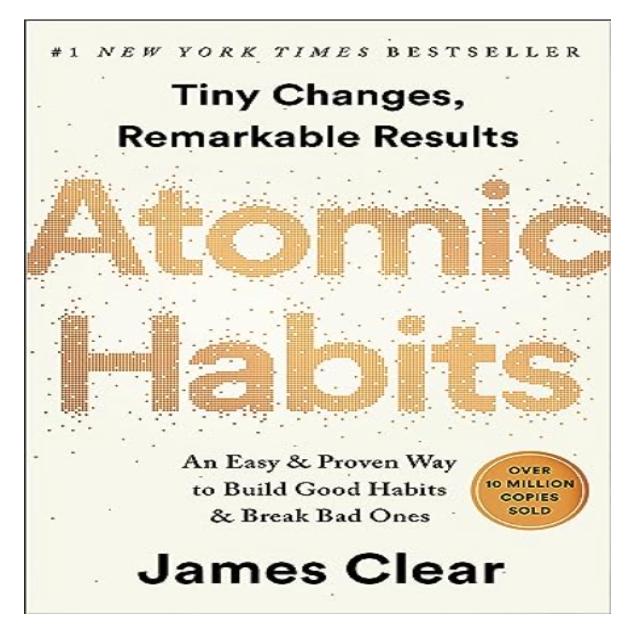 #1 NEW YORK TIMES BESTSELLER
Tiny Changes,
Remarkable Results
Atomic
Habits
An Easy & Proven Way
to Build Good Habits
& Break Bad Ones
OVER
10 MILLION
COPIES
SOLD
James Clear